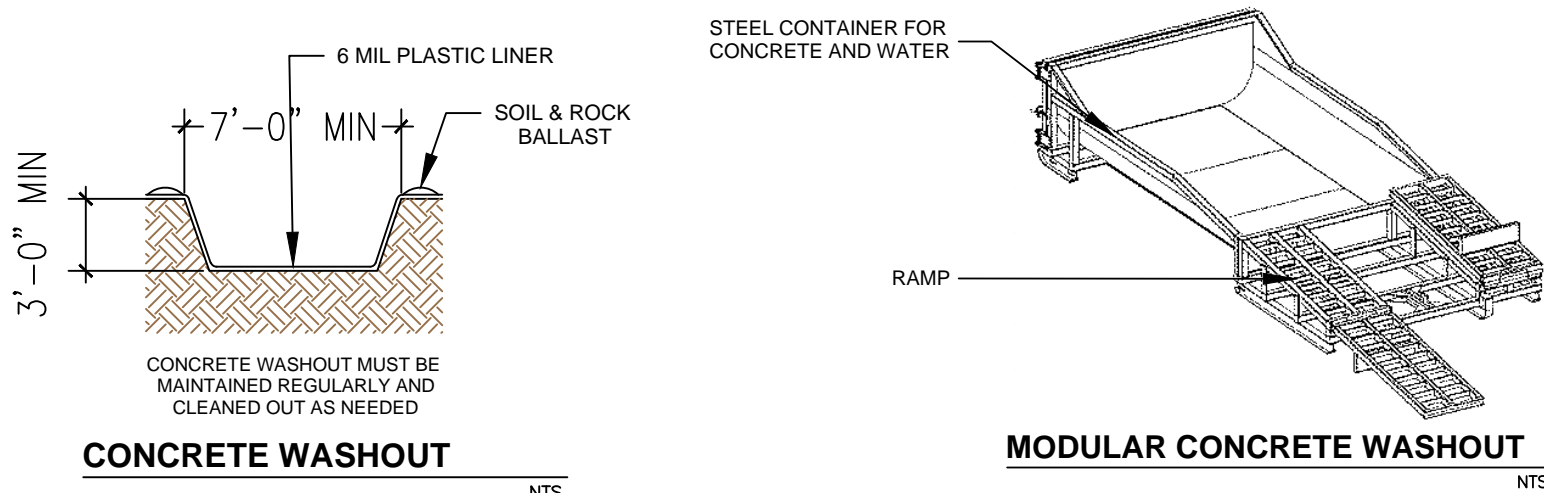 6 MIL PLASTIC LINER
7'-0" MIN
SOIL & ROCK
BALLAST
3'-0" MIN
CONCRETE WASHOUT MUST BE
MAINTAINED REGULARLY AND
CLEANED OUT AS NEEDED
CONCRETE WASHOUT
NTS
STEEL CONTAINER FOR
CONCRETE AND WATER
RAMP
MODULAR CONCRETE WASHOUT
NTS